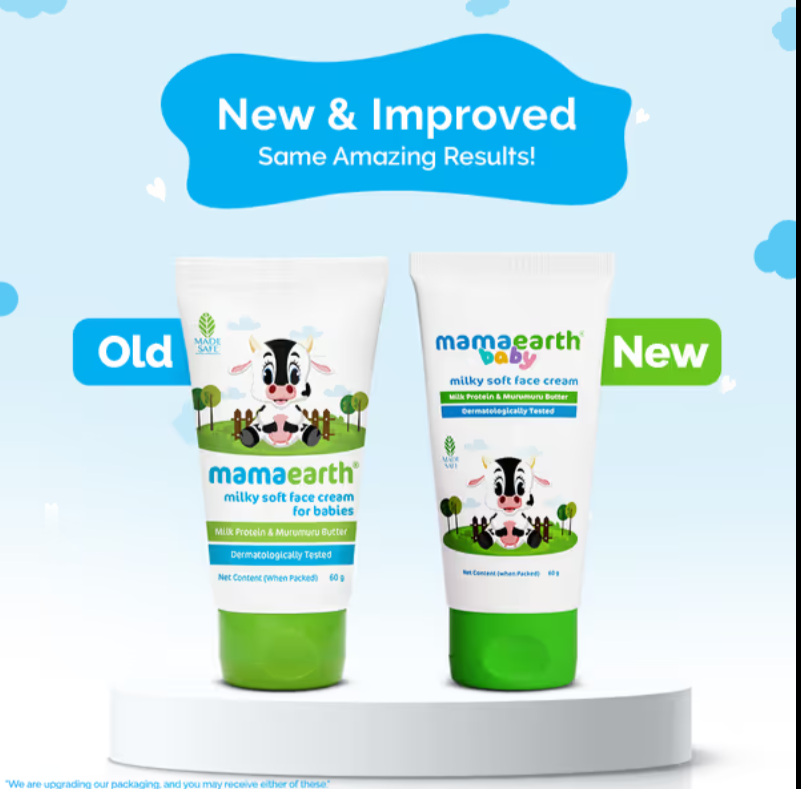 New & Improved
Same Amazing Results!
Old
New
MADE
SAFE
mamaearth®
milky soft face cream
for babies
Milk Protein & Murumuru Butter
Dermatologically Tested
Net Content (When Packed) 60 g
mamaearth®
baby
milky soft face cream
Milk Protein & Murumuru Butter
Dermatologically Tested
MADE
SAFE
Net Content (when Packed) 60 g
"We are upgrading our packaging, and you may receive either of these."